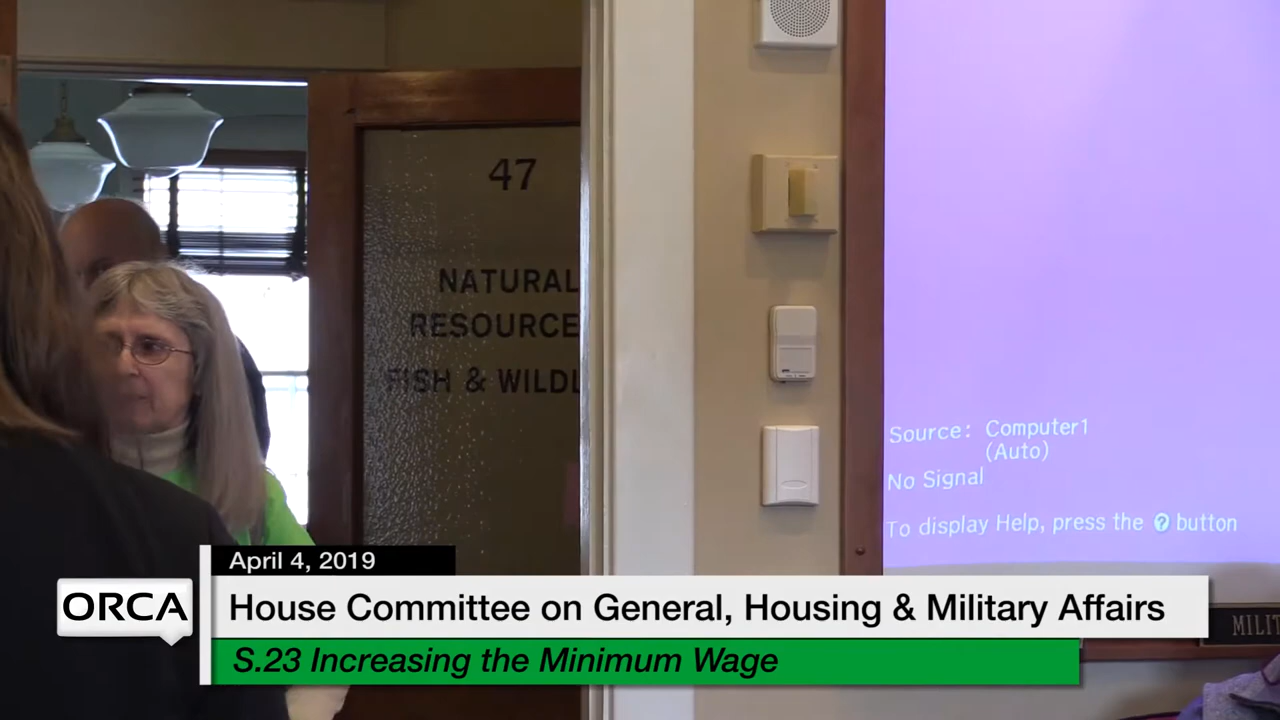 47
NATURAL
RESOURCE
FISH & WILDL
Source: Computer1
(Auto)
No Signal
To display Help, press the ? button
April 4, 2019
ORCA
House Committee on General, Housing & Military Affairs
S.23 Increasing the Minimum Wage
MILIT